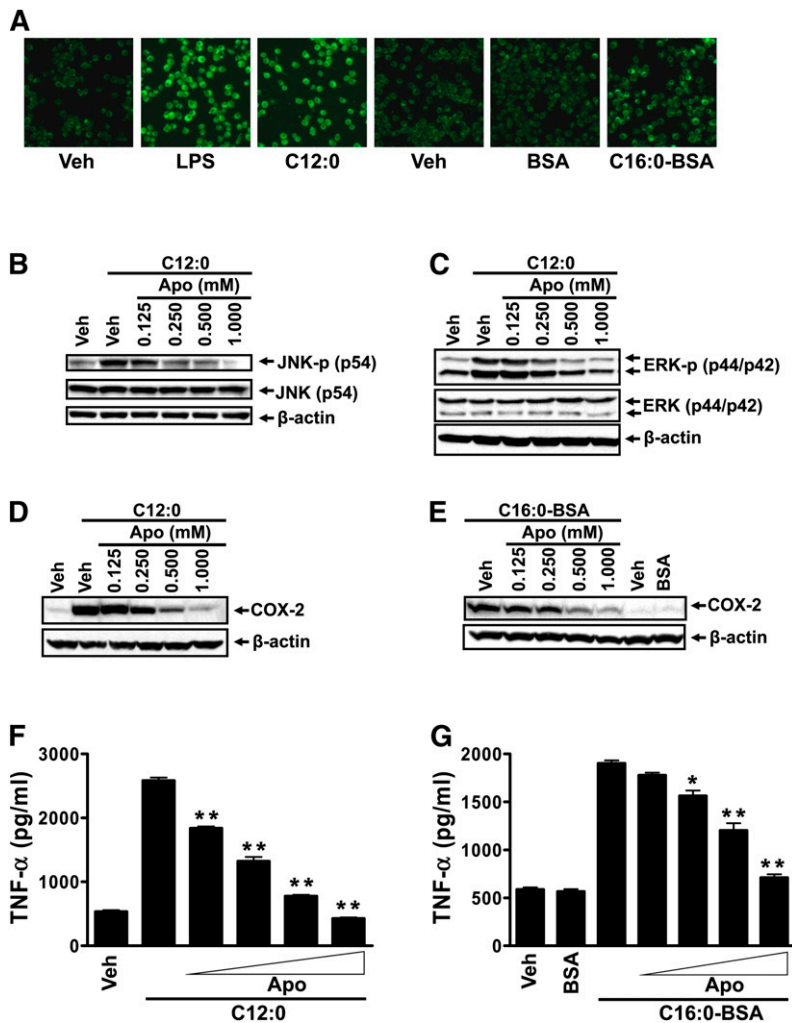 A
Veh LPS C12:0 Veh BSA C16:0-BSA
B
C12:0
Apo (mM)
Veh Veh 0.125 0.250 0.500 1.000
JNK-p (p54)
JNK (p54)
β-actin
C
C12:0
Apo (mM)
Veh Veh 0.125 0.250 0.500 1.000
ERK-p (p44/p42)
ERK (p44/p42)
β-actin
D
C12:0
Apo (mM)
Veh Veh 0.125 0.250 0.500 1.000
COX-2
β-actin
E
C16:0-BSA
Apo (mM)
Veh 0.125 0.250 0.500 1.000 Veh BSA
COX-2
β-actin
F
TNF-α (pg/ml)
3000
2000
1000
0
** ** ** **
Veh
Apo
C12:0
G
TNF-α (pg/ml)
2000
1500
1000
500
0
* ** **
Veh BSA
Apo
C16:0-BSA